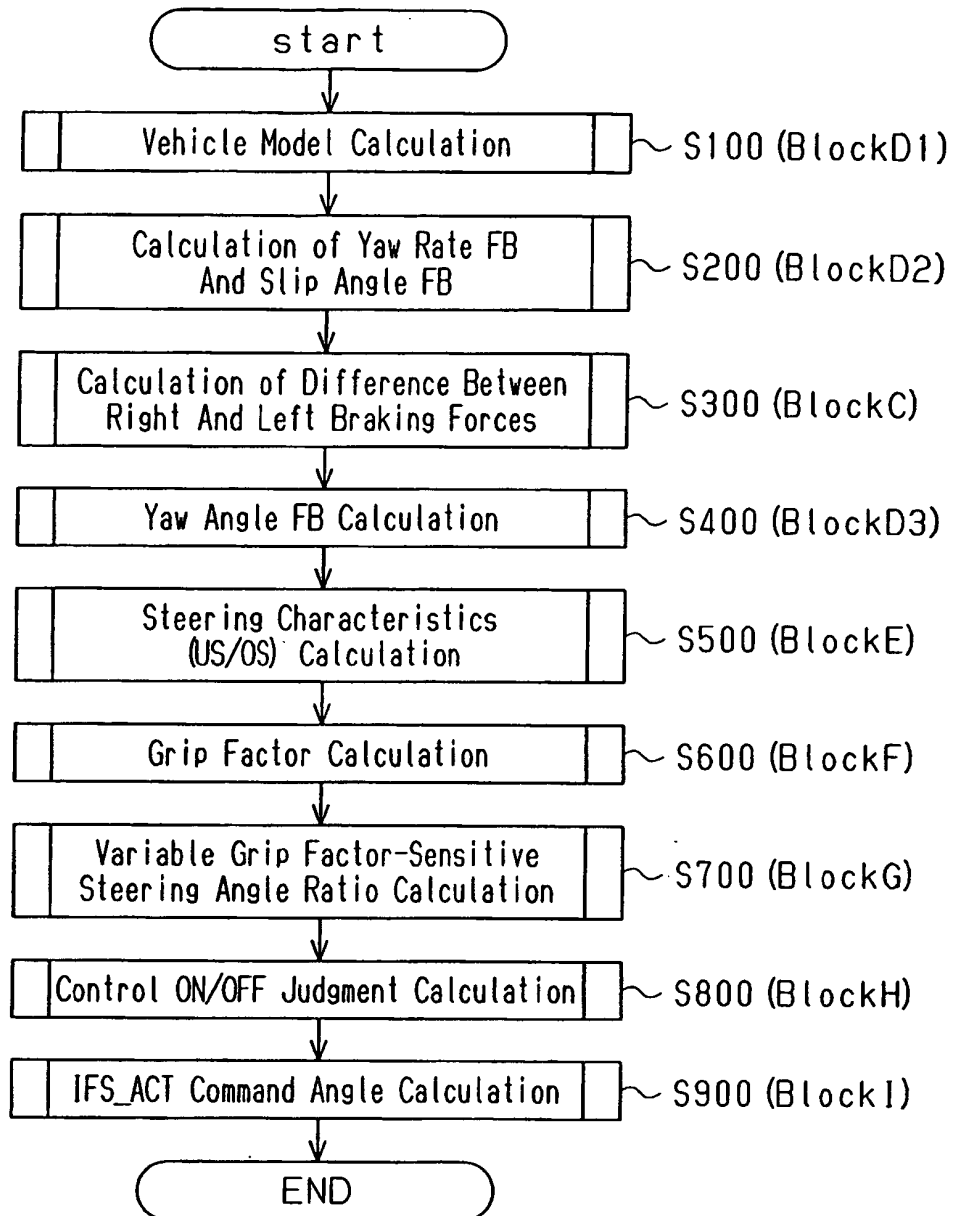 start
Vehicle Model Calculation
S100 (BlockD1)
Calculation of Yaw Rate FB
And Slip Angle FB
S200 (BlockD2)
Calculation of Difference Between
Right And Left Braking Forces
S300 (BlockC)
Yaw Angle FB Calculation
S400 (BlockD3)
Steering Characteristics
(US/OS) Calculation
S500 (BlockE)
Grip Factor Calculation
S600 (BlockF)
Variable Grip Factor-Sensitive
Steering Angle Ratio Calculation
S700 (BlockG)
Control ON/OFF Judgment Calculation
S800 (BlockH)
IFS_ACT Command Angle Calculation
S900 (BlockI)
END